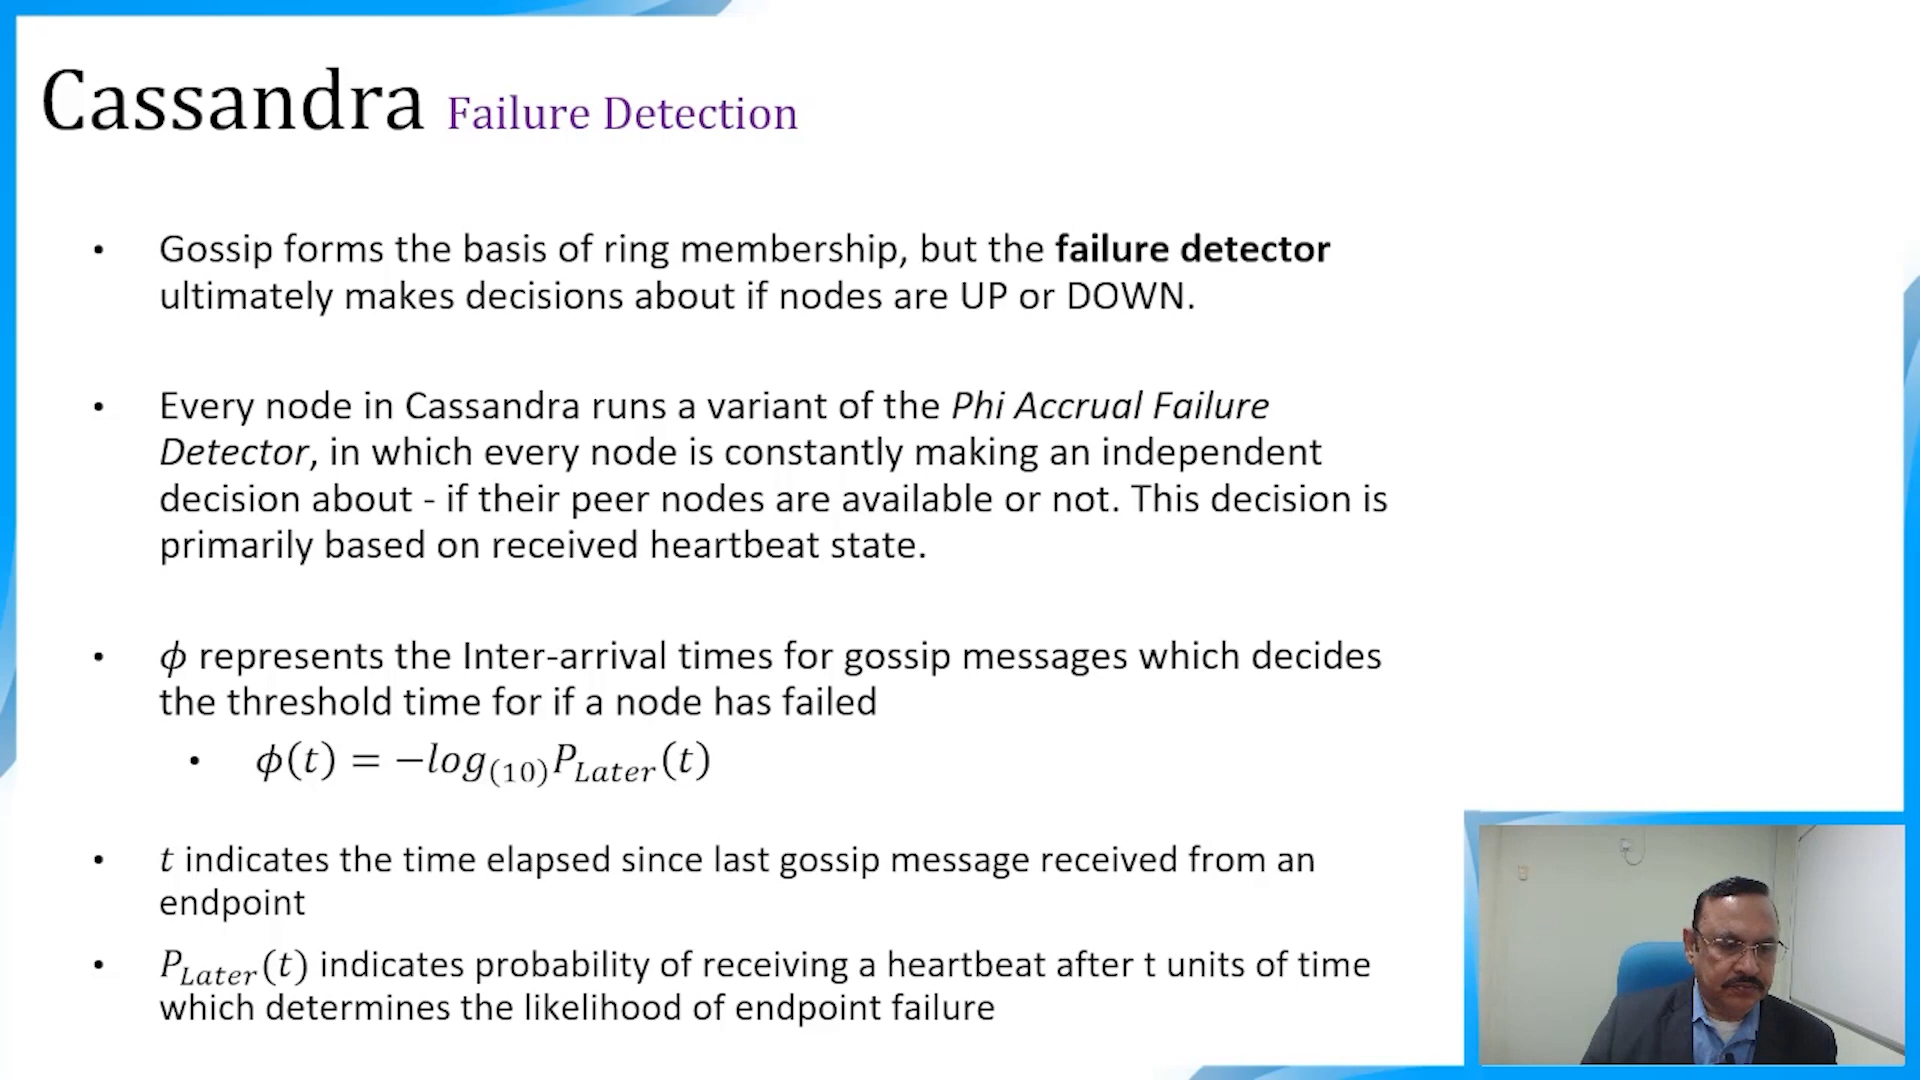 Cassandra Failure Detection
• Gossip forms the basis of ring membership, but the failure detector
ultimately makes decisions about if nodes are UP or DOWN.
• Every node in Cassandra runs a variant of the Phi Accrual Failure
Detector, in which every node is constantly making an independent
decision about - if their peer nodes are available or not. This decision is
primarily based on received heartbeat state.
• ϕ represents the Inter-arrival times for gossip messages which decides
the threshold time for if a node has failed
• ϕ(t) = −log₍₁₀₎P_Later(t)
• t indicates the time elapsed since last gossip message received from an
endpoint
• P_Later(t) indicates probability of receiving a heartbeat after t units of time
which determines the likelihood of endpoint failure